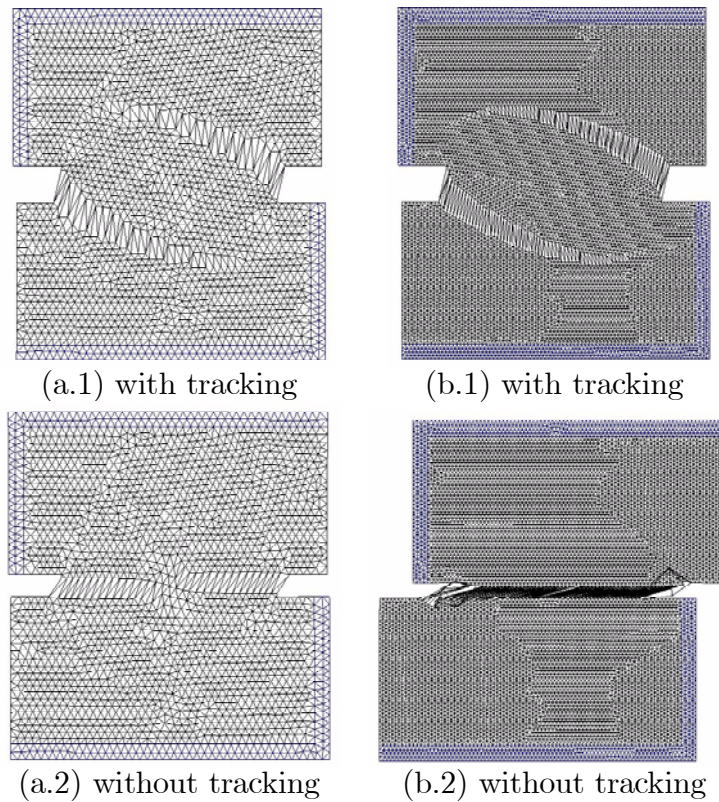 (a.1) with tracking
(b.1) with tracking
(a.2) without tracking
(b.2) without tracking